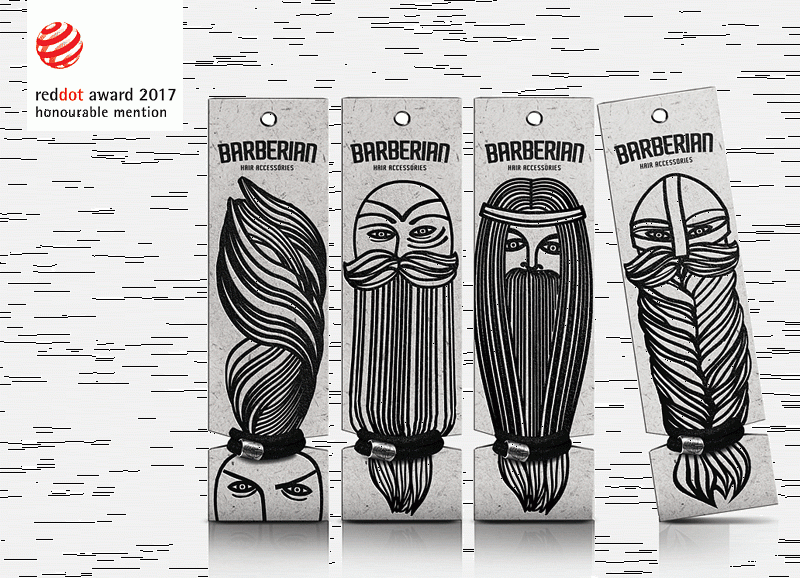 reddot award 2017
honourable mention
BARBERIAN
HAIR ACCESSORIES
BARBERIAN
HAIR ACCESSORIES
BARBERIAN
HAIR ACCESSORIES
BARBERIAN
HAIR ACCESSORIES